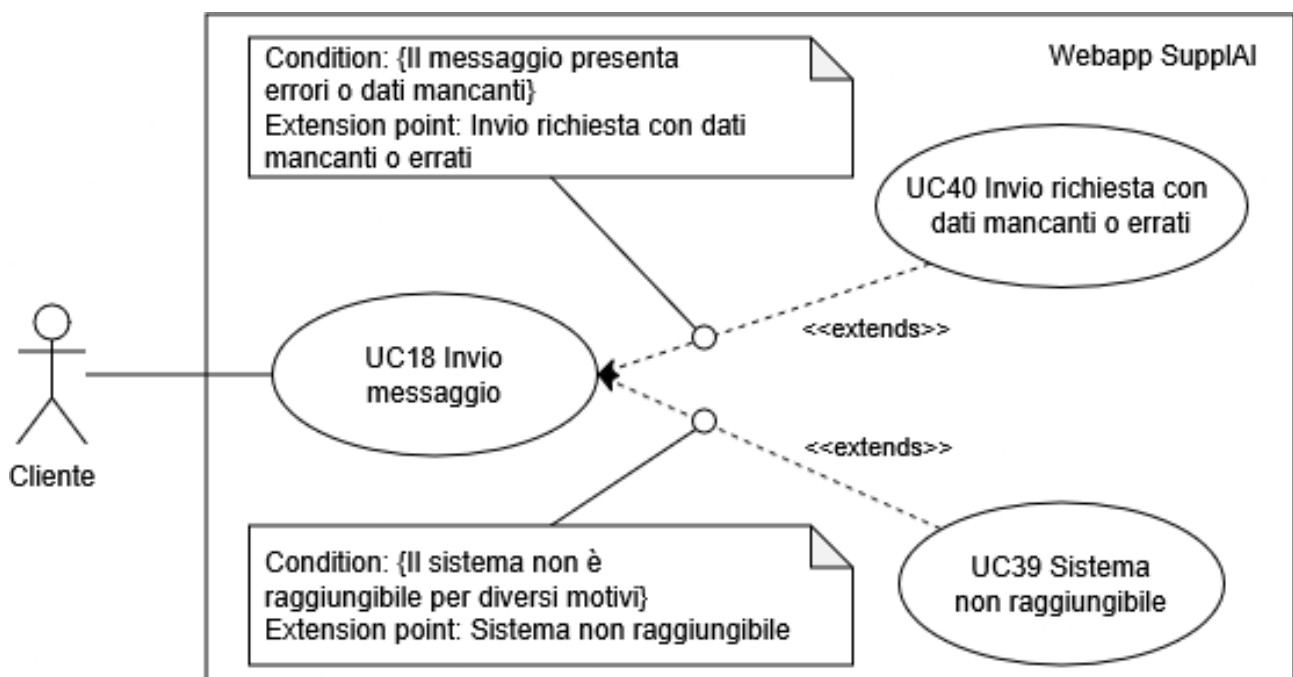 Condition: {Il messaggio presenta
errori o dati mancanti}
Extension point: Invio richiesta con dati
mancanti o errati
Webapp SupplAI
UC40 Invio richiesta con
dati mancanti o errati
<<extends>>
UC18 Invio
messaggio
<<extends>>
Cliente
Condition: {Il sistema non è
raggiungibile per diversi motivi}
Extension point: Sistema non raggiungibile
UC39 Sistema
non raggiungibile